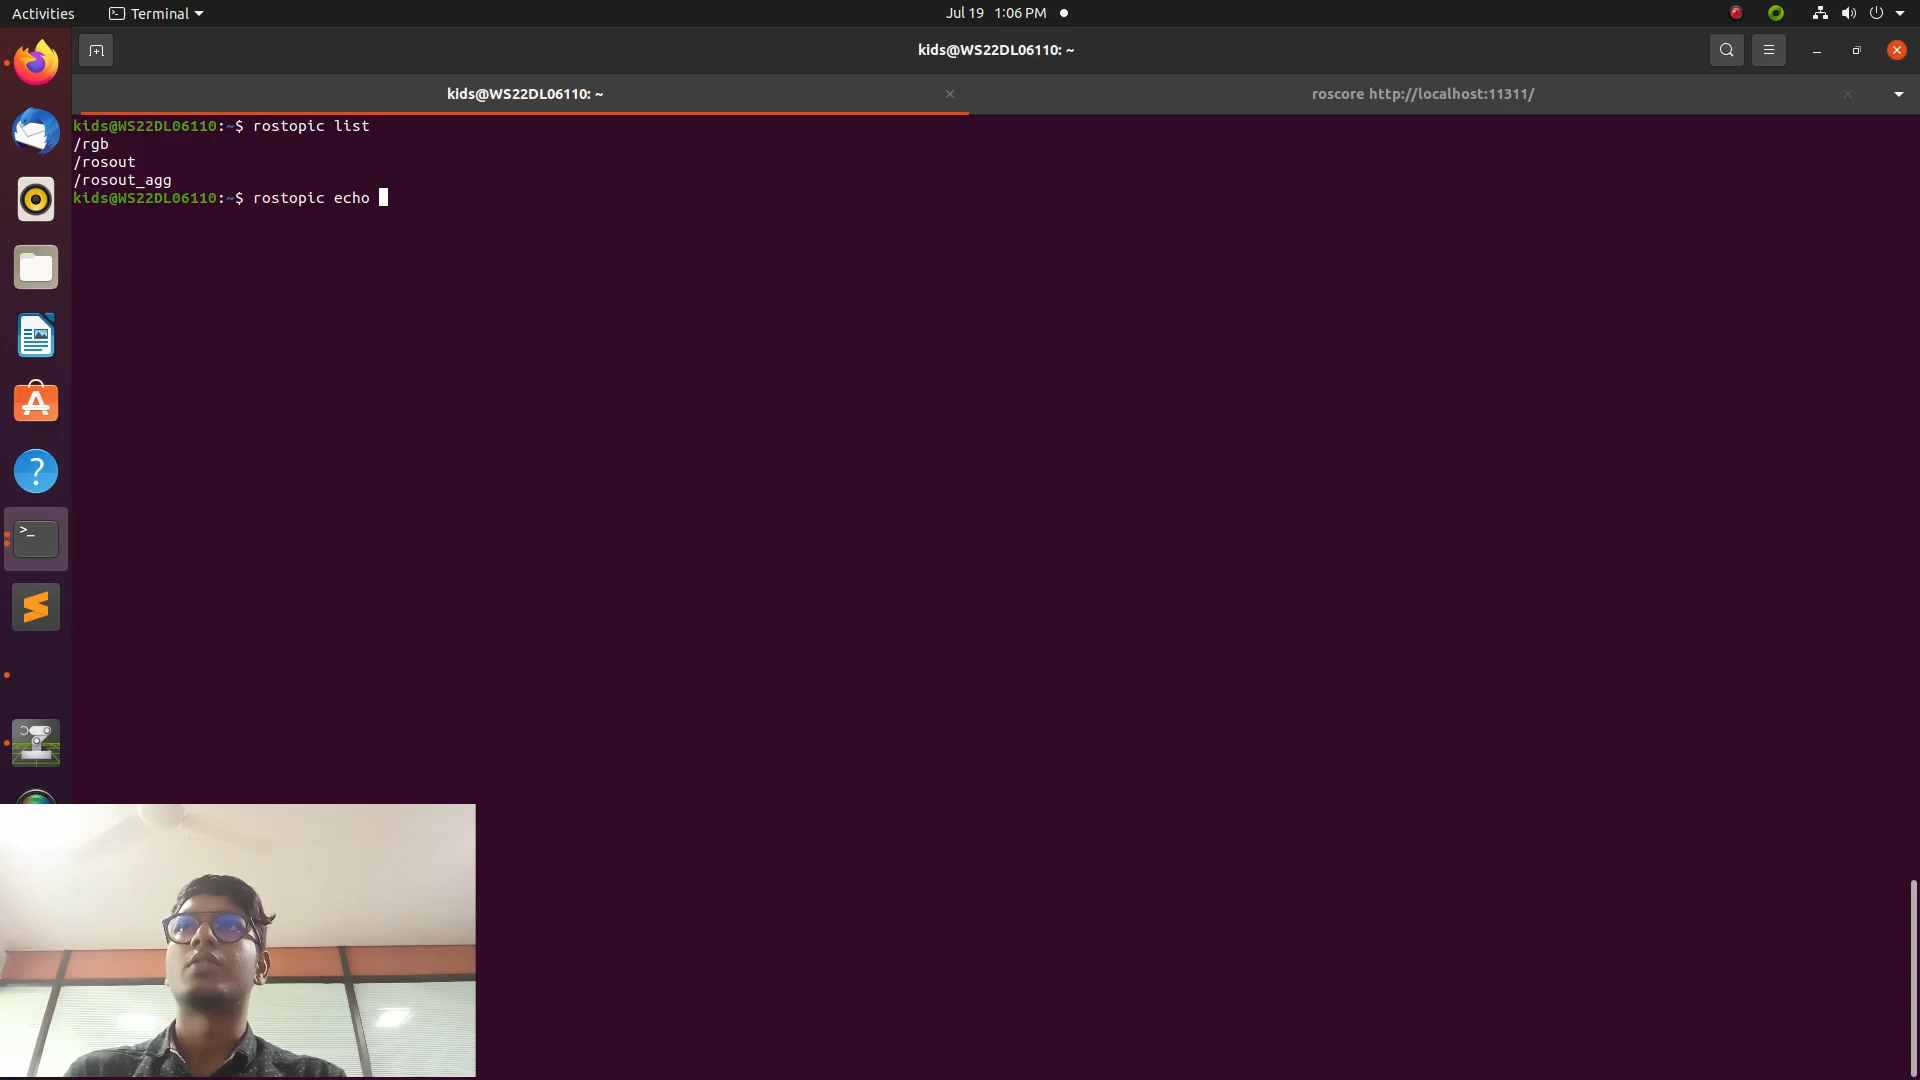 Activities Terminal Jul 19 1:06 PM
kids@WS22DL06110: ~
kids@WS22DL06110: ~ roscore http://localhost:11311/
kids@WS22DL06110:~$ rostopic list
/rgb
/rosout
/rosout_agg
kids@WS22DL06110:~$ rostopic echo